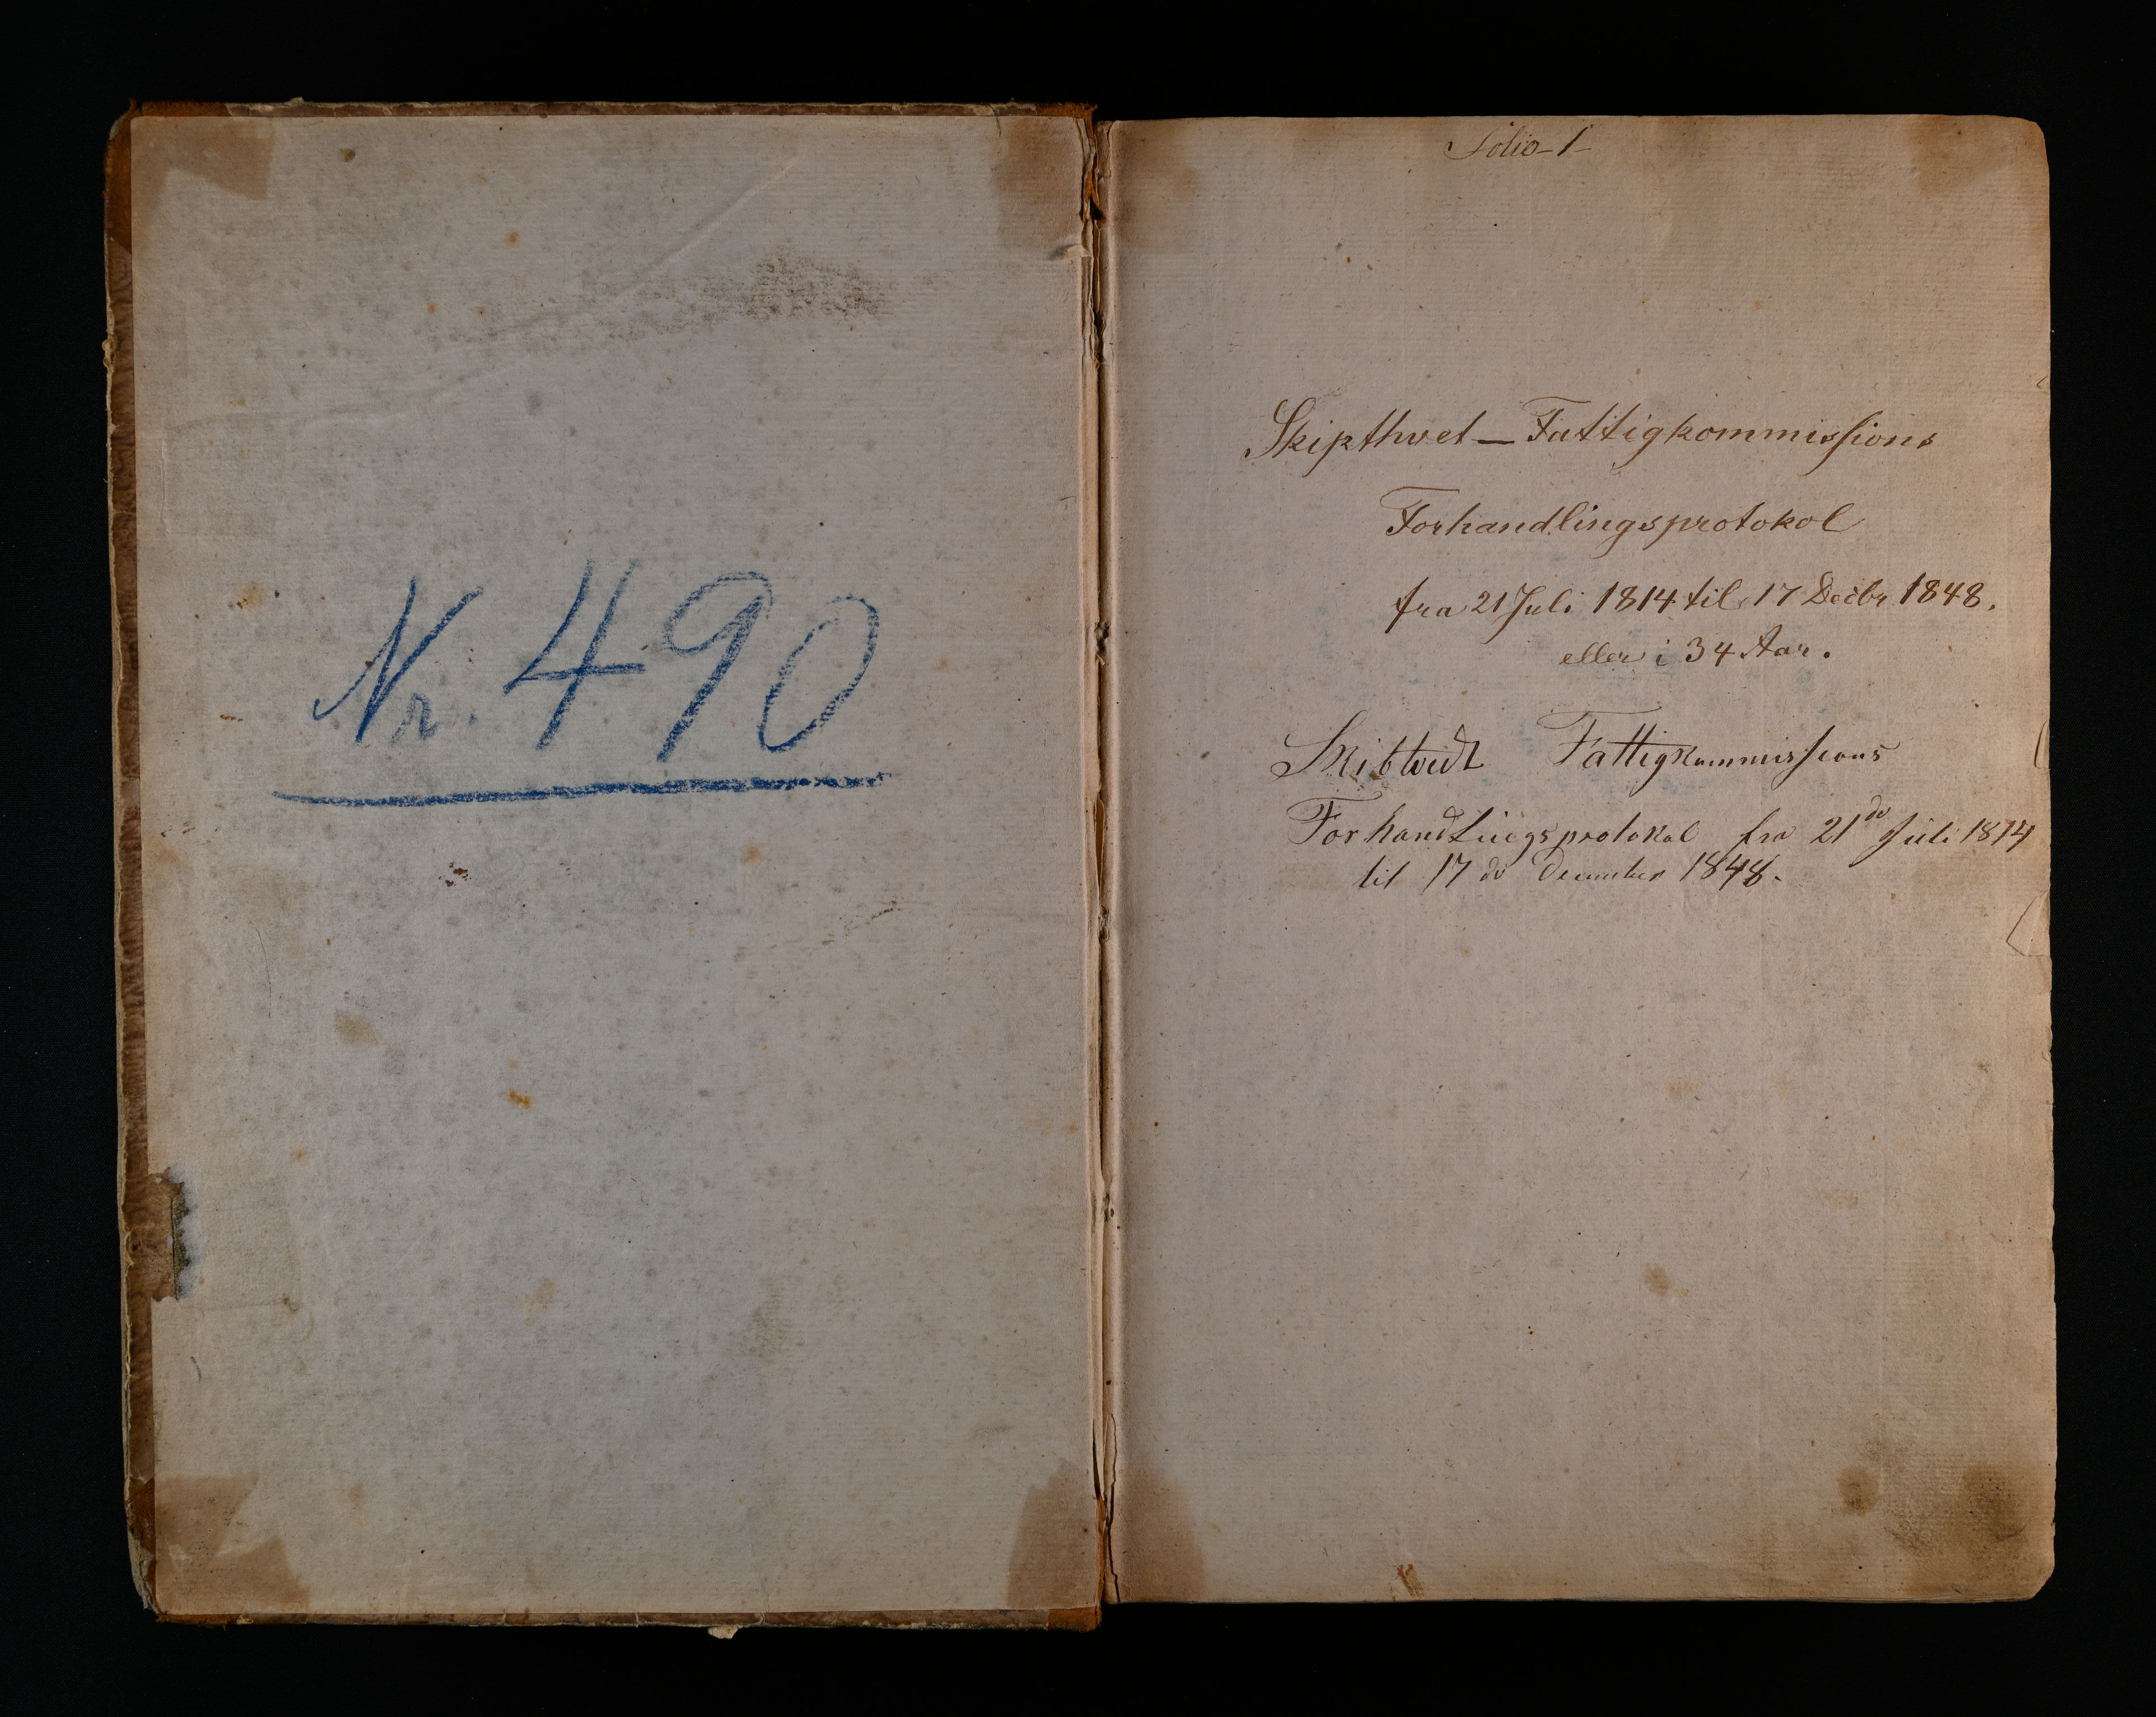 Nr. 490
Folio - 1 -
Skipthvet — Fattigkommissions
Forhandlingsprotokol
fra 21 Juli 1814 til 17 Decbr 1848.
eller i 34 Aar.
Skibtvedt Fattigkommissions
Forhandlingsprotokol fra 21de Juli 1814
til 17de December 1848.